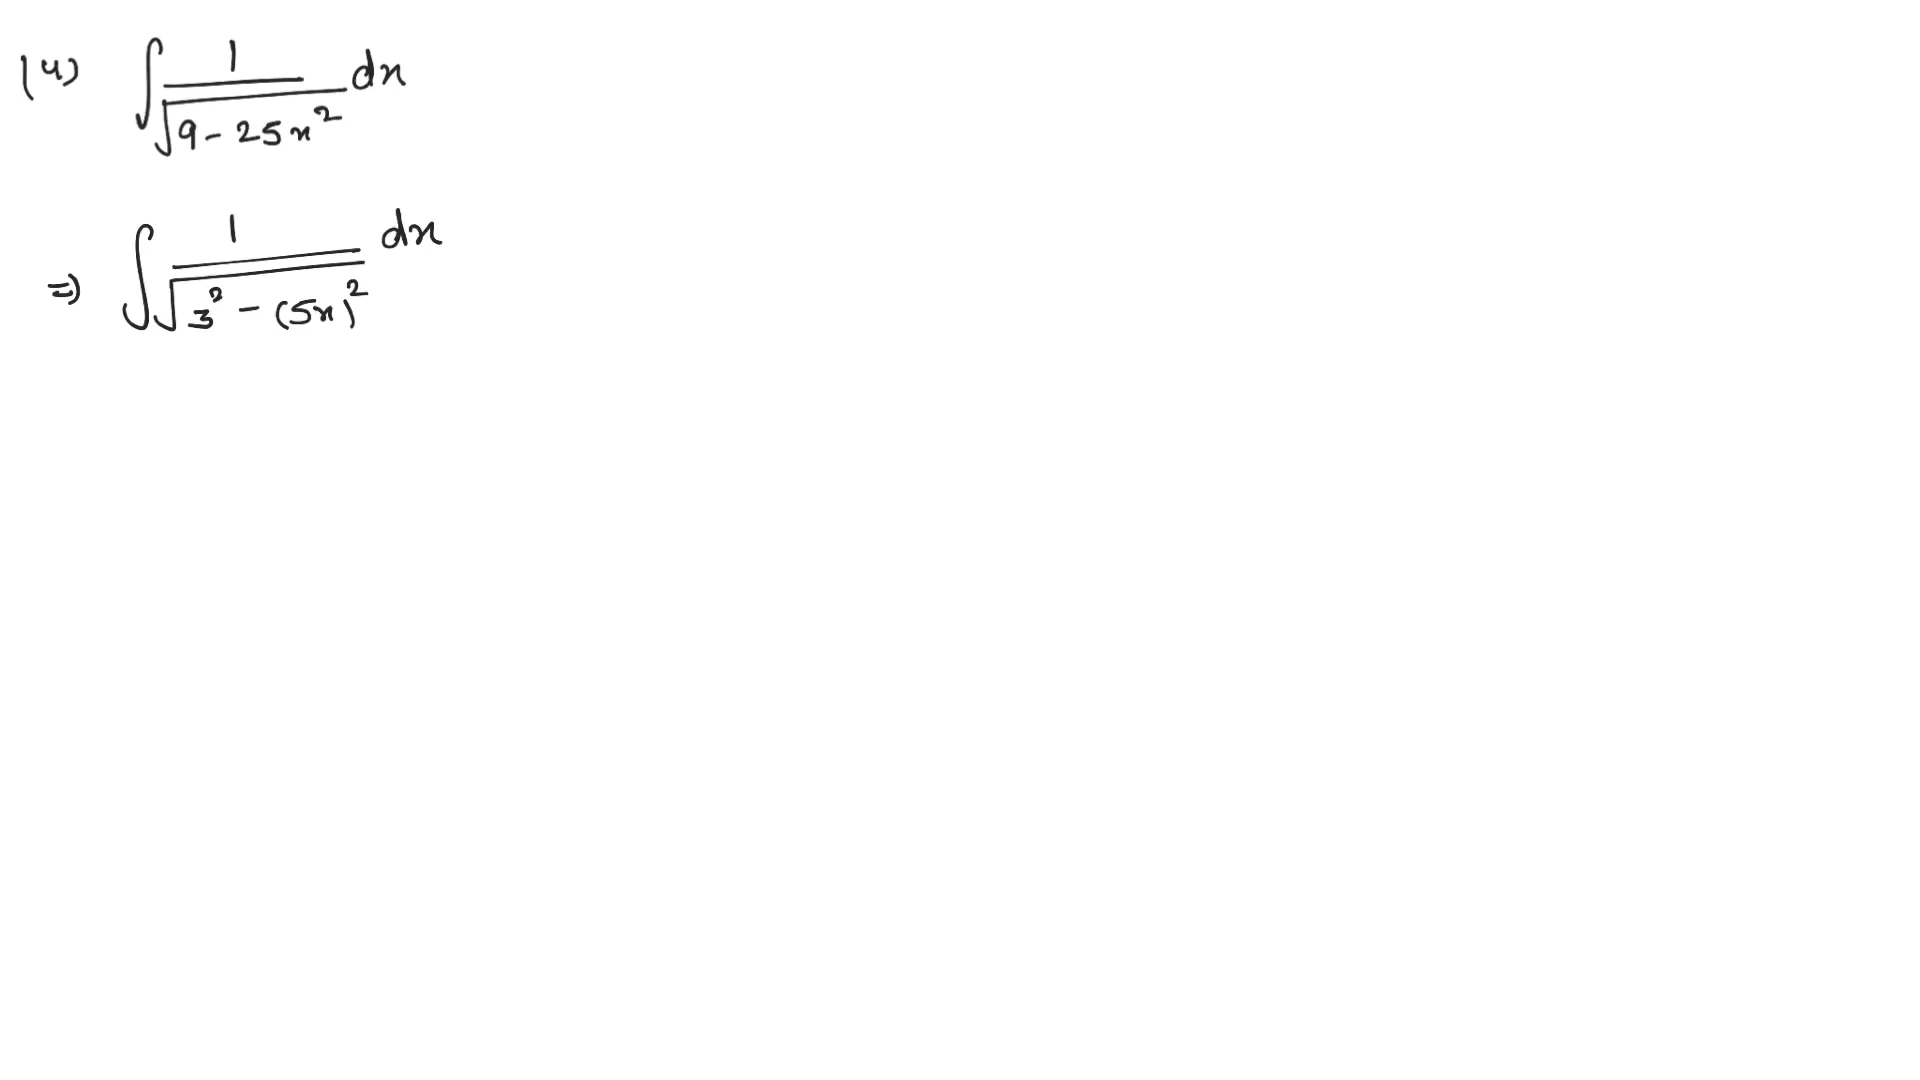 (4) ∫ 1/√(9 - 25x²) dx
⇒ ∫ 1/√(3² - (5x)²) dx